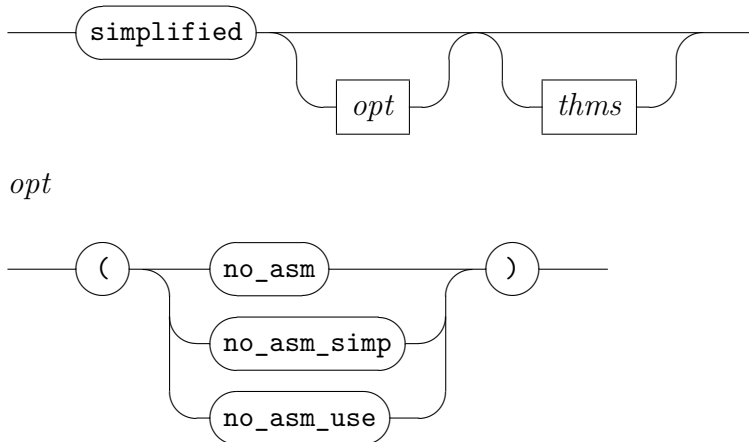 simplified
opt thms
opt
( no_asm )
no_asm_simp
no_asm_use